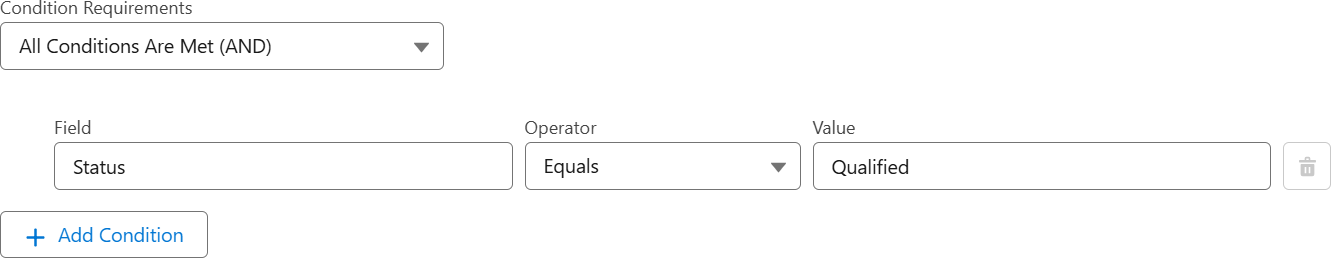 Condition Requirements
All Conditions Are Met (AND)
Field Operator Value
Status Equals Qualified
Add Condition